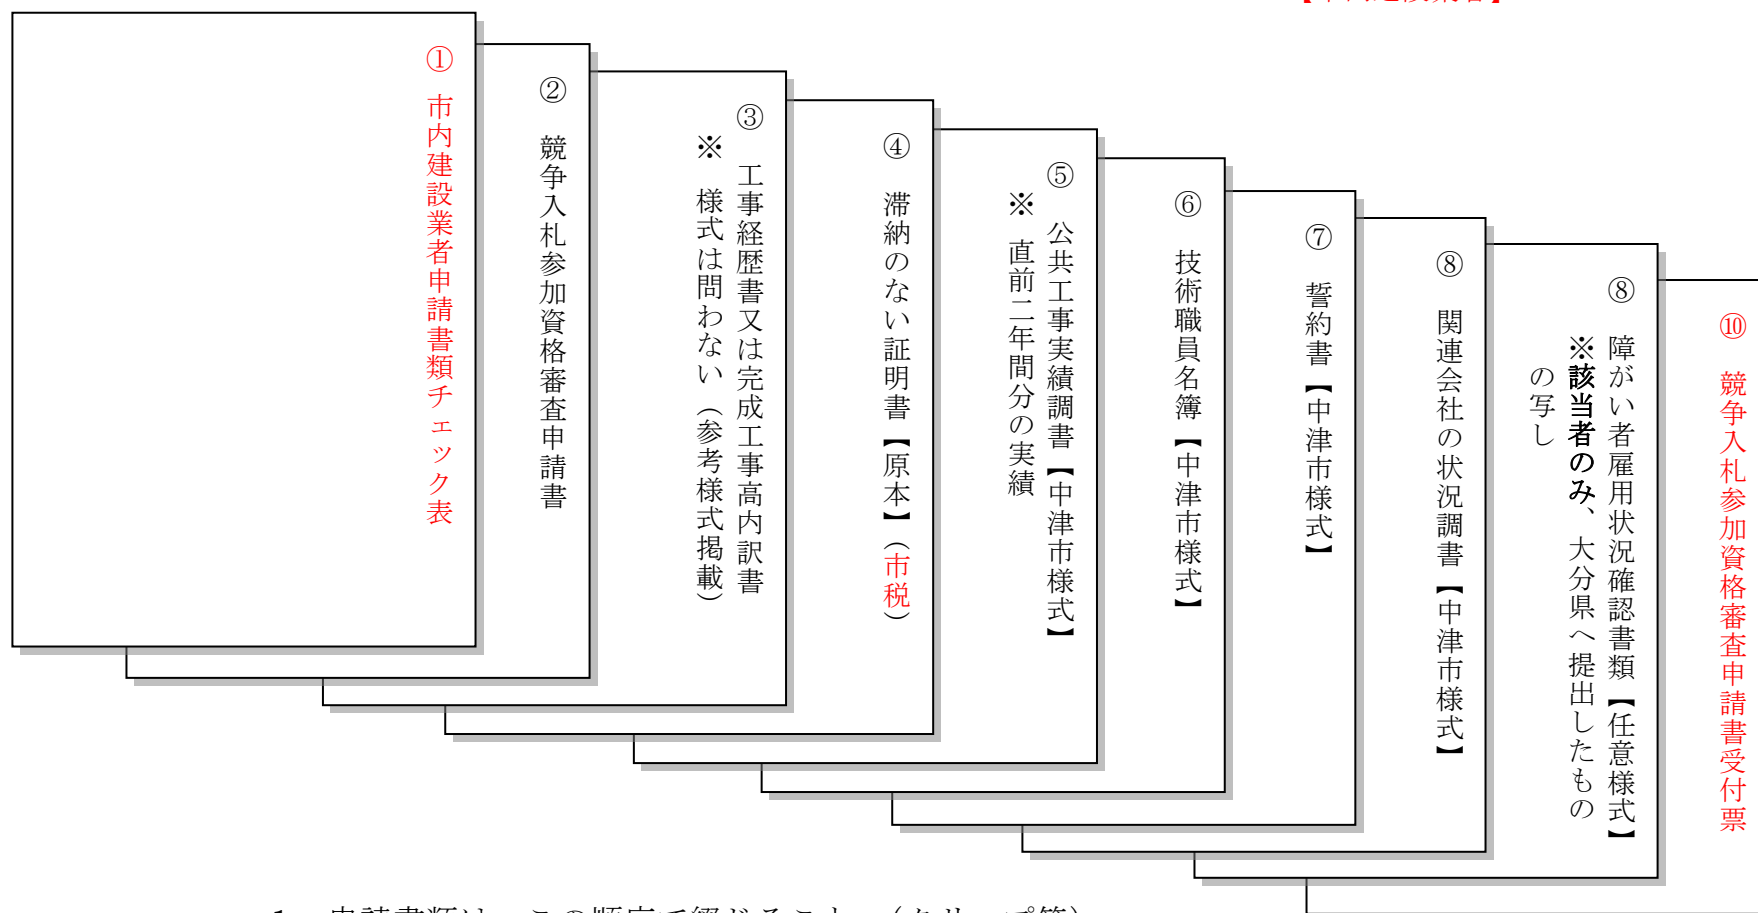 ① 市内建設業者申請書類チェック表
② 競争入札参加資格審査申請書
③ 工事経歴書又は完成工事高内訳書
※ 様式は問わない（参考様式掲載）
④ 滞納のない証明書【原本】（市税）
⑤ 公共工事実績調書【中津市様式】
※ 直前二年間分の実績
⑥ 技術職員名簿【中津市様式】
⑦ 誓約書【中津市様式】
⑧ 関連会社の状況調書【中津市様式】
⑧ 障がい者雇用状況確認書類【任意様式】
※該当者のみ、大分県へ提出したもの
の写し
⑩ 競争入札参加資格審査申請書受付票